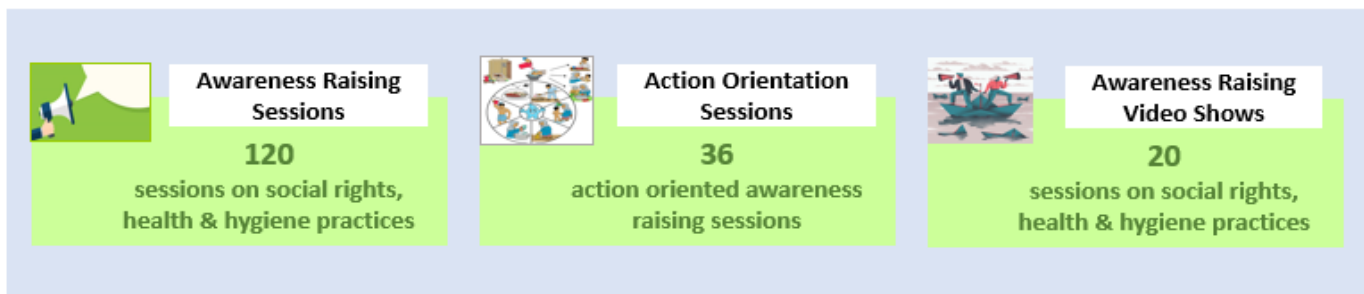 Awareness Raising
Sessions
120
sessions on social rights,
health & hygiene practices
Action Orientation
Sessions
36
action oriented awareness
raising sessions
Awareness Raising
Video Shows
20
sessions on social rights,
health & hygiene practices